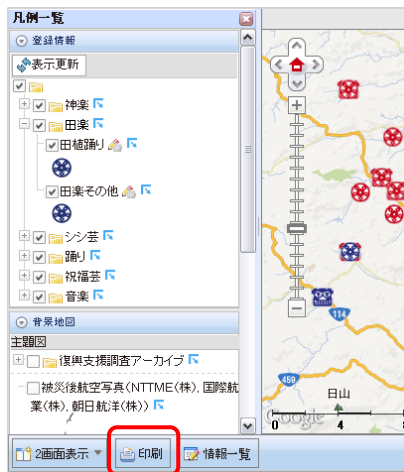 凡例一覧
登録情報
表示更新
神楽
田楽
田植踊り
田楽その他
シシ芸
踊り
祝福芸
音楽
背景地図
主題図
復興支援調査アーカイブ
被災後航空写真(NTTME(株), 国際航
業(株), 朝日航洋(株))
2画面表示
印刷
情報一覧
114
459
日山
Google
0 4 8